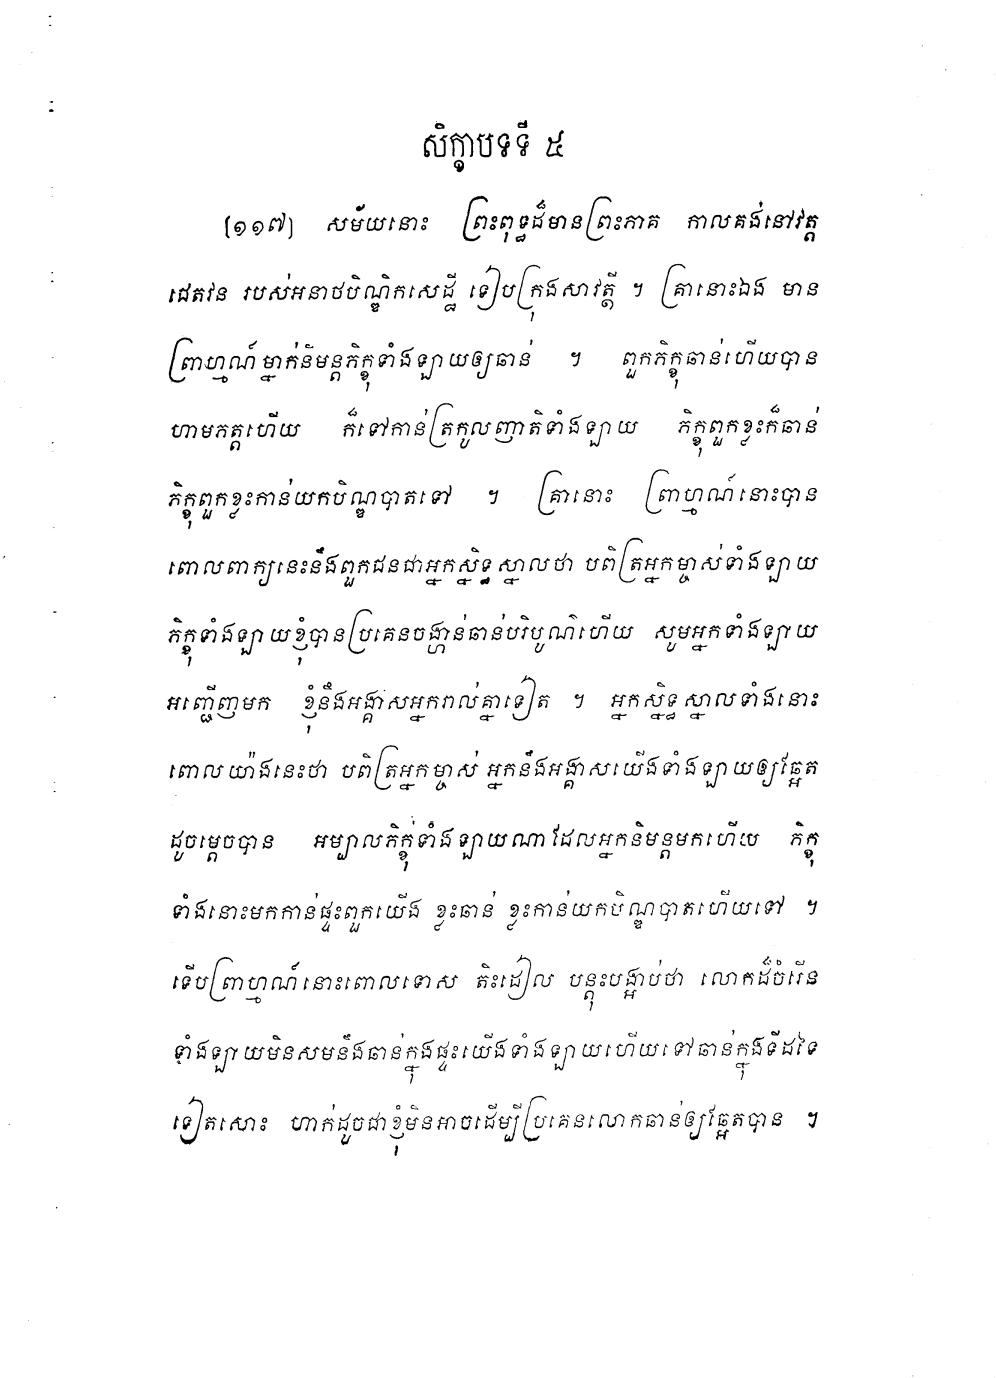 សិក្ខាបទទី ៥
(១១៧) សម័យនោះ ព្រះពុទ្ធដ៏មានព្រះភាគ កាលគង់នៅវត្ត
ជេតវន របស់អនាថបិណ្ឌិកសេដ្ឋី ទៀបក្រុងសាវត្ថី ។ គ្រានោះឯង មាន
ព្រាហ្មណ៍ម្នាក់និមន្តភិក្ខុទាំងឡាយឲ្យឆាន់ ។ ពួកភិក្ខុឆាន់ហើយបាន
ហាមភត្តហើយ ក៏ទៅកាន់ត្រកូលញាតិទាំងឡាយ ភិក្ខុពួកខ្លះក៏ឆាន់
ភិក្ខុពួកខ្លះកាន់យកបិណ្ឌបាតទៅ ។ គ្រានោះ ព្រាហ្មណ៍នោះបាន
ពោលពាក្យនេះនឹងពួកជនជាអ្នកស្និទ្ធស្នាលថា បពិត្រអ្នកម្ចាស់ទាំងឡាយ
ភិក្ខុទាំងឡាយខ្ញុំបានប្រគេនចង្ហាន់ឆាន់បរិបូណ៌ហើយ សូមអ្នកទាំងឡាយ
អញ្ជើញមក ខ្ញុំនឹងអង្គាសអ្នករាល់គ្នាទៀត ។ អ្នកស្និទ្ធស្នាលទាំងនោះ
ពោលយ៉ាងនេះថា បពិត្រអ្នកម្ចាស់ អ្នកនឹងអង្គាសយើងទាំងឡាយឲ្យឆ្អែត
ដូចម្តេចបាន អម្បាលភិក្ខុទាំងឡាយណាដែលអ្នកនិមន្តមកហើយ ភិក្ខុ
ទាំងនោះមកកាន់ផ្ទះពួកយើង ខ្លះឆាន់ ខ្លះកាន់យកបិណ្ឌបាតហើយទៅ ។
ទើបព្រាហ្មណ៍នោះពោលទោស តិះដៀល បន្តុះបង្អាប់ថា លោកដ៏ចំរើន
ទាំងឡាយមិនសមនឹងឆាន់ក្នុងផ្ទះយើងទាំងឡាយហើយទៅឆាន់ក្នុងទីដទៃ
ទៀតសោះ ហាក់ដូចជាខ្ញុំមិនអាចដើម្បីប្រគេនលោកឆាន់ឲ្យឆ្អែតបាន ។